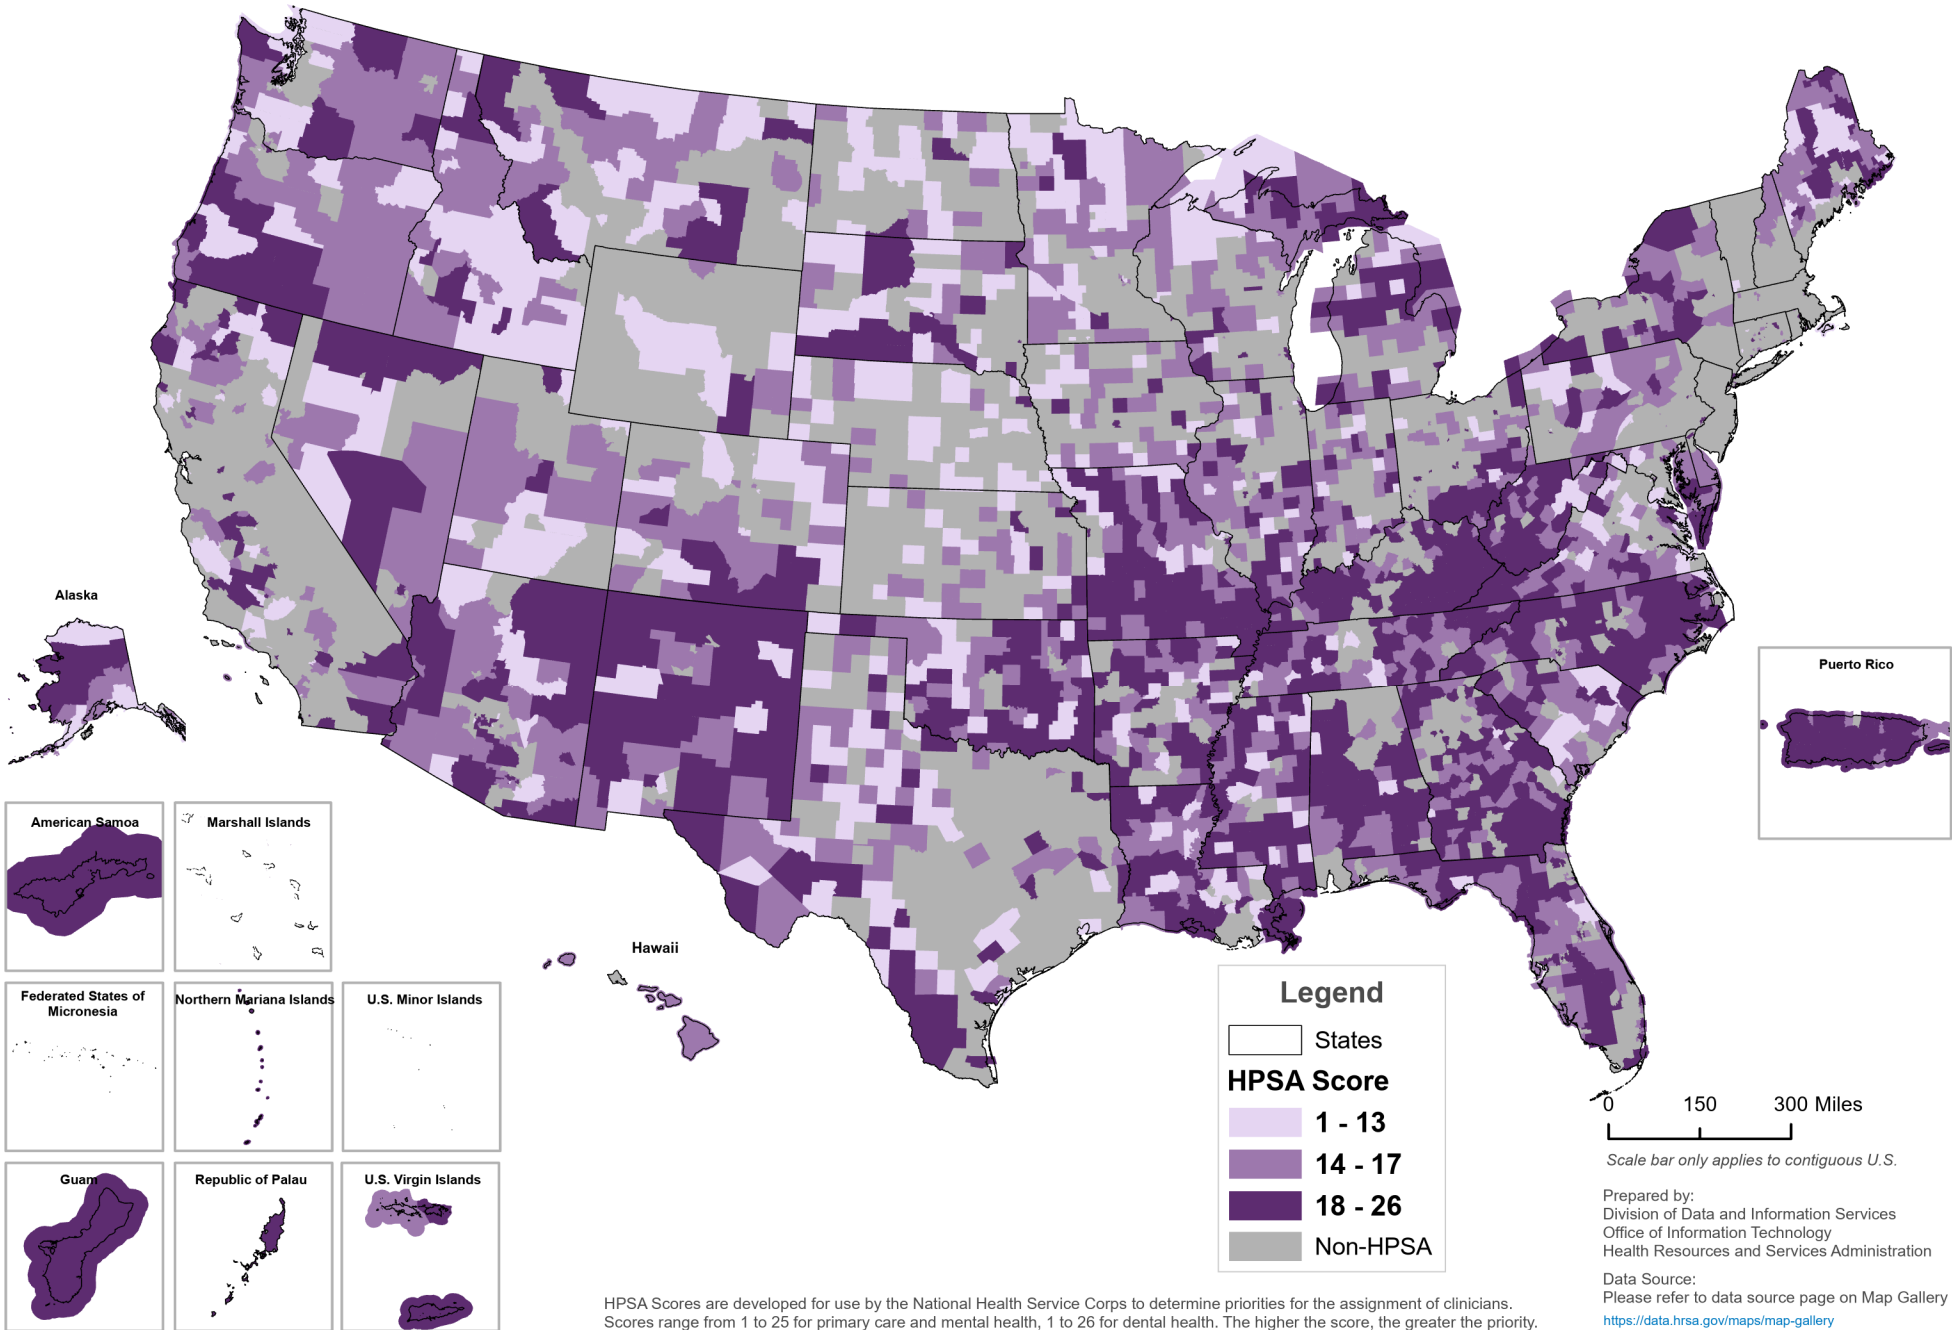 Alaska
Puerto Rico
American Samoa
Marshall Islands
Hawaii
Federated States of
Micronesia
Northern Mariana Islands
U.S. Minor Islands
Guam
Republic of Palau
U.S. Virgin Islands
Legend
States
HPSA Score
1 - 13
14 - 17
18 - 26
Non-HPSA
0 150 300 Miles
Scale bar only applies to contiguous U.S.
Prepared by:
Division of Data and Information Services
Office of Information Technology
Health Resources and Services Administration
Data Source:
Please refer to data source page on Map Gallery
https://data.hrsa.gov/maps/map-gallery
HPSA Scores are developed for use by the National Health Service Corps to determine priorities for the assignment of clinicians.
Scores range from 1 to 25 for primary care and mental health, 1 to 26 for dental health. The higher the score, the greater the priority.